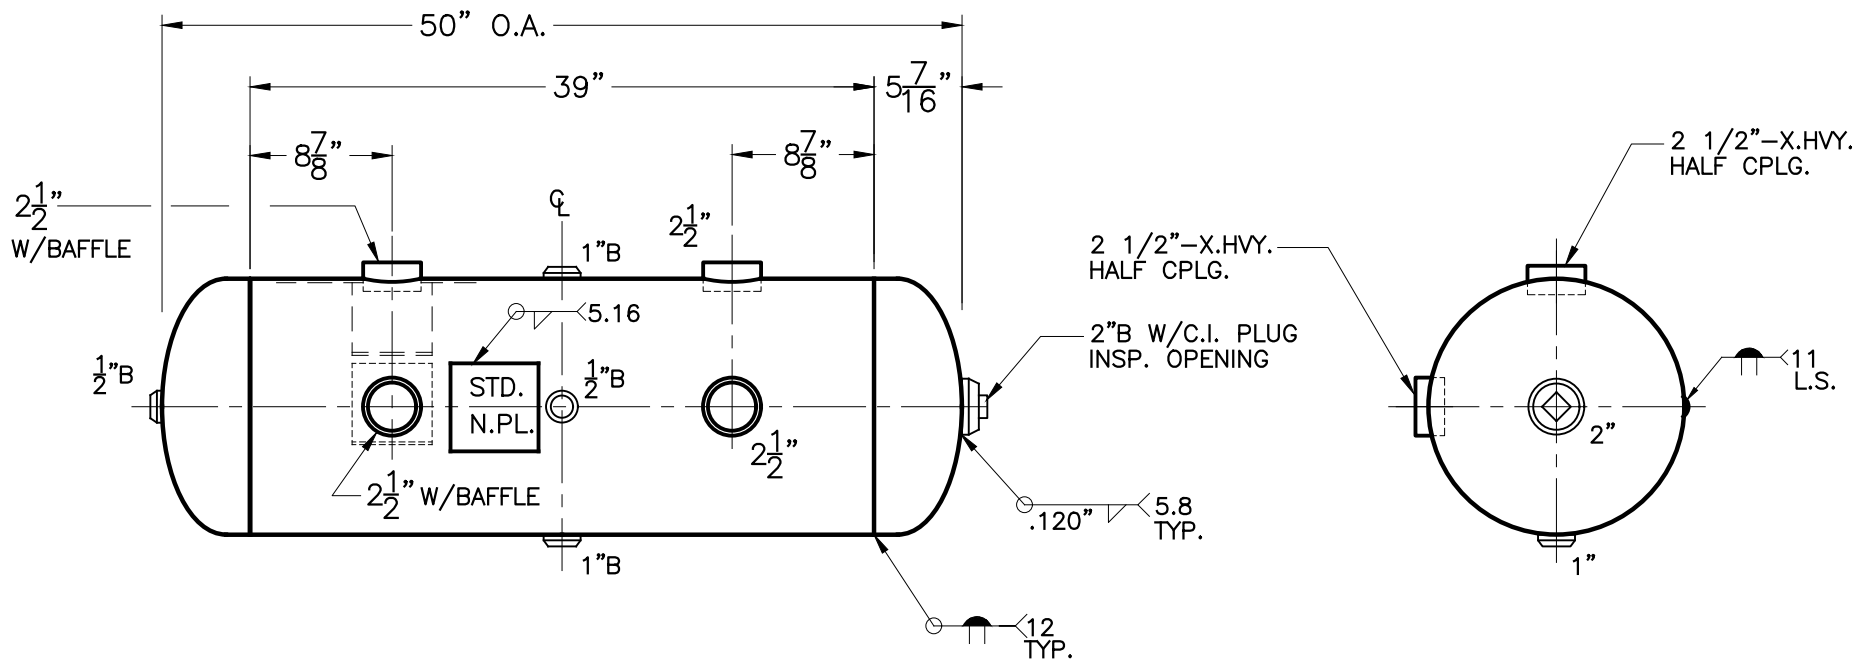 50” O.A.
39”
5 7/16”
8 7/8”
8 7/8”
2 1/2”
W/BAFFLE
℄
1”B
2 1/2”
5.16
1/2”B
STD.
N.PL.
1/2”B
2 1/2”
2 1/2” W/BAFFLE
1”B
2”B W/C.I. PLUG
INSP. OPENING
.120”
5.8
TYP.
12
TYP.
2 1/2”-X.HVY.
HALF CPLG.
2 1/2”-X.HVY.
HALF CPLG.
11
L.S.
2”
1”